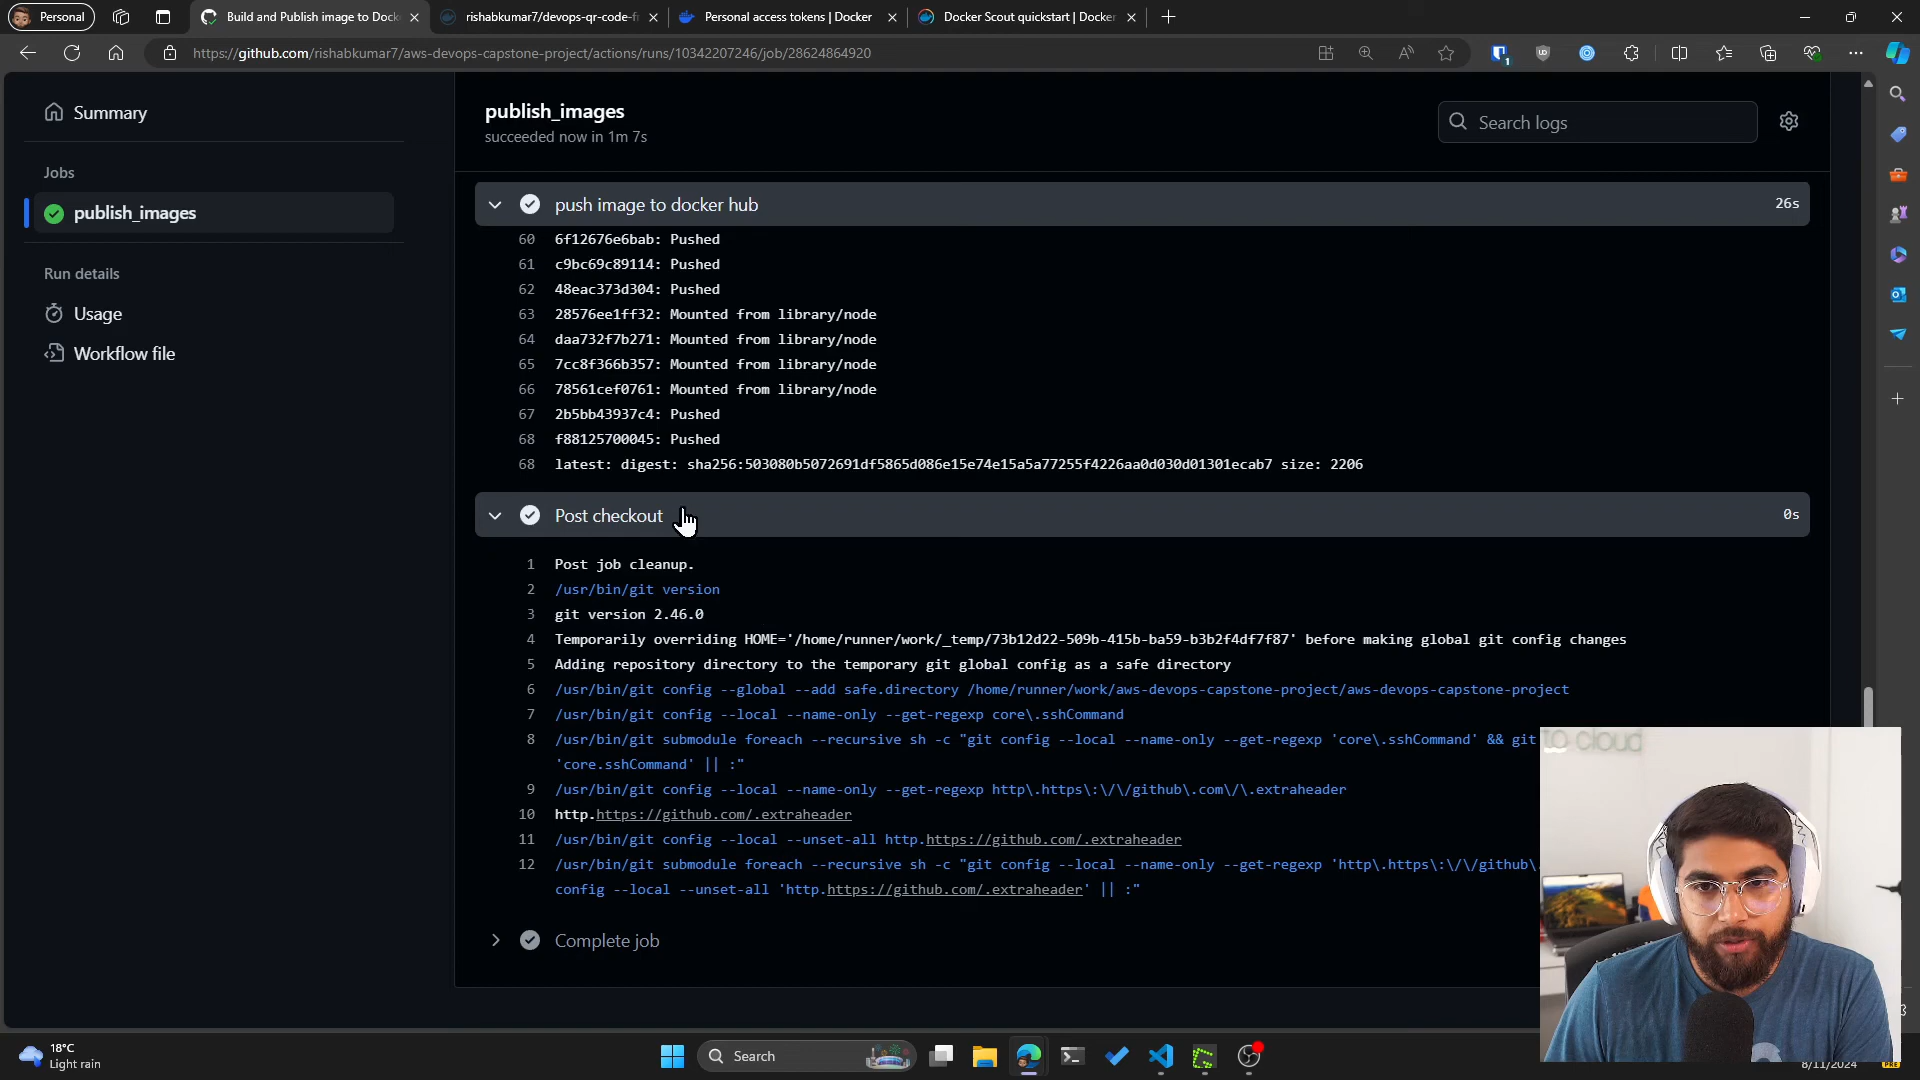 Personal
Build and Publish image to Dock
rishabkumar7/devops-qr-code-f
Personal access tokens | Docker
Docker Scout quickstart | Docker
https://github.com/rishabkumar7/aws-devops-capstone-project/actions/runs/10342207246/job/28624864920
Summary
Jobs
publish_images
Run details
Usage
Workflow file
publish_images
succeeded now in 1m 7s
Search logs
push image to docker hub
26s
60 6f12676e6bab: Pushed
61 c9bc69c89114: Pushed
62 48eac373d304: Pushed
63 28576ee1ff32: Mounted from library/node
64 daa732f7b271: Mounted from library/node
65 7cc8f366b357: Mounted from library/node
66 78561cef0761: Mounted from library/node
67 2b5bb43937c4: Pushed
68 f88125700045: Pushed
68 latest: digest: sha256:503080b5072691df5865d086e15e74e15a5a77255f4226aa0d030d01301ecab7 size: 2206
Post checkout
0s
1 Post job cleanup.
2 /usr/bin/git version
3 git version 2.46.0
4 Temporarily overriding HOME='/home/runner/work/_temp/73b12d22-509b-415b-ba59-b3b2f4df7f87' before making global git config changes
5 Adding repository directory to the temporary git global config as a safe directory
6 /usr/bin/git config --global --add safe.directory /home/runner/work/aws-devops-capstone-project/aws-devops-capstone-project
7 /usr/bin/git config --local --name-only --get-regexp core\.sshCommand
8 /usr/bin/git submodule foreach --recursive sh -c "git config --local --name-only --get-regexp 'core\.sshCommand' && git
'core.sshCommand' || :"
9 /usr/bin/git config --local --name-only --get-regexp http\.https\:\/\/github\.com\/\.extraheader
10 http.https://github.com/.extraheader
11 /usr/bin/git config --local --unset-all http.https://github.com/.extraheader
12 /usr/bin/git submodule foreach --recursive sh -c "git config --local --name-only --get-regexp 'http\.https\:\/\/github\.
config --local --unset-all 'http.https://github.com/.extraheader' || :"
Complete job
to cloud
18°C
Light rain
Search
8/11/2024
PRE